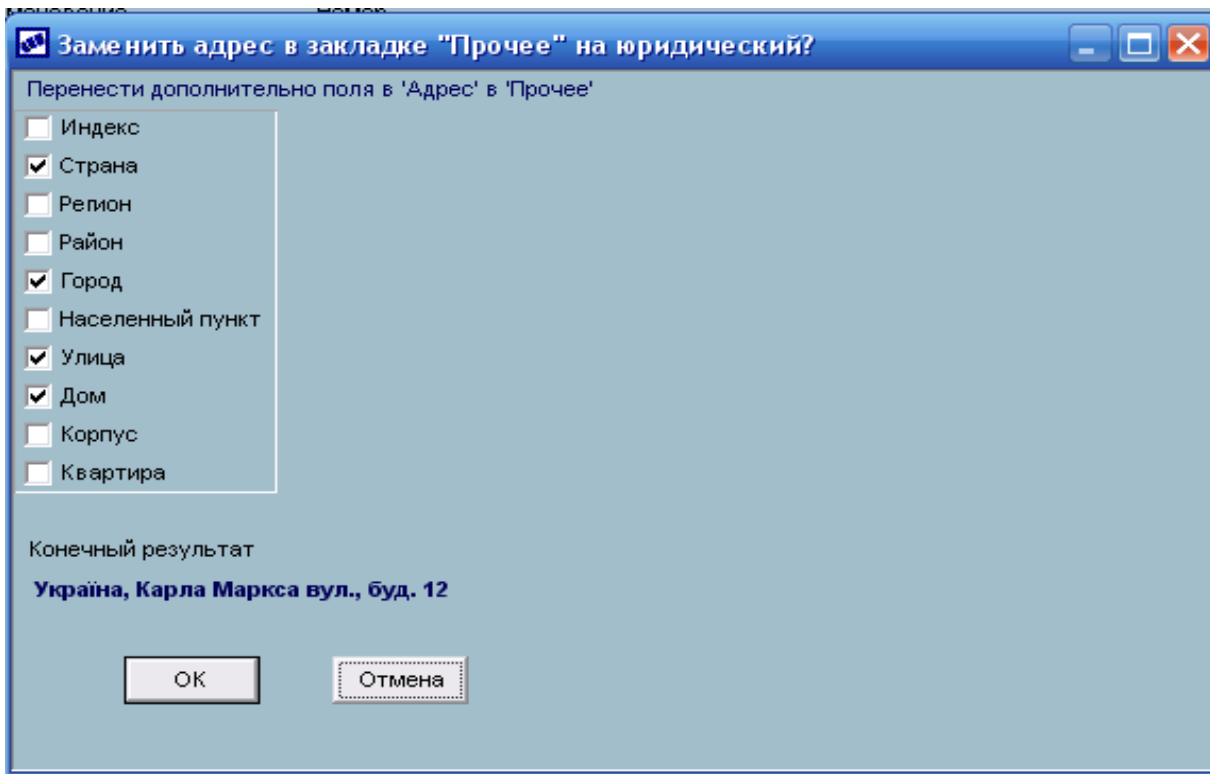 Заменить адрес в закладке "Прочее" на юридический?
Перенести дополнительно поля в 'Адрес' в 'Прочее'
Индекс
Страна
Регион
Район
Город
Населенный пункт
Улица
Дом
Корпус
Квартира
Конечный результат
Україна, Карла Маркса вул., буд. 12
ОК
Отмена